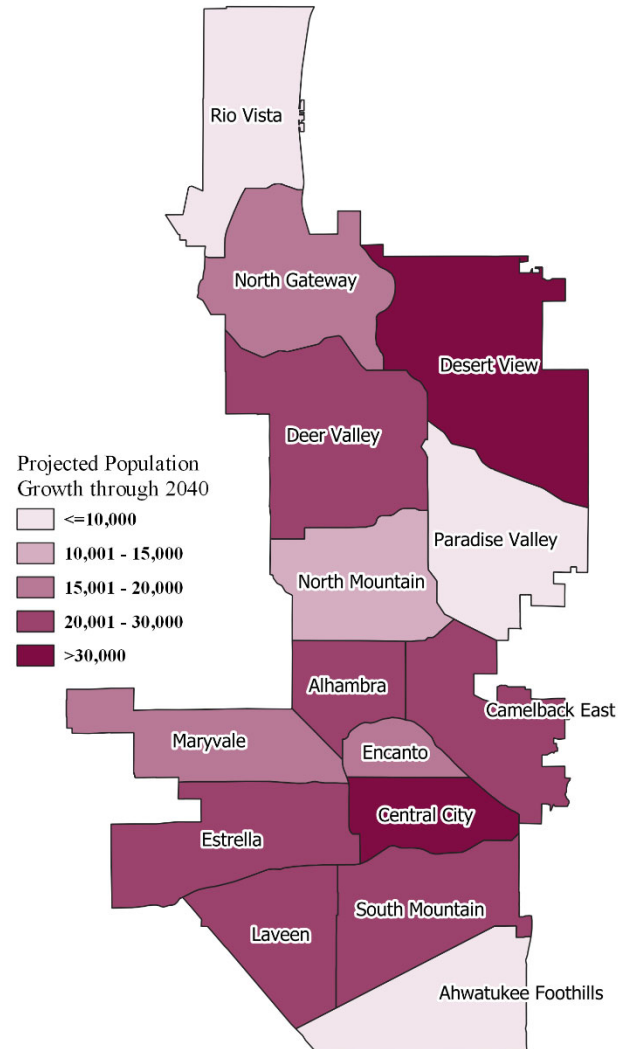 Rio Vista
North Gateway
Desert View
Deer Valley
Projected Population
Growth through 2040
<=10,000
10,001 - 15,000
15,001 - 20,000
20,001 - 30,000
>30,000
Paradise Valley
North Mountain
Alhambra
Camelback East
Maryvale
Encanto
Central City
Estrella
South Mountain
Laveen
Ahwatukee Foothills